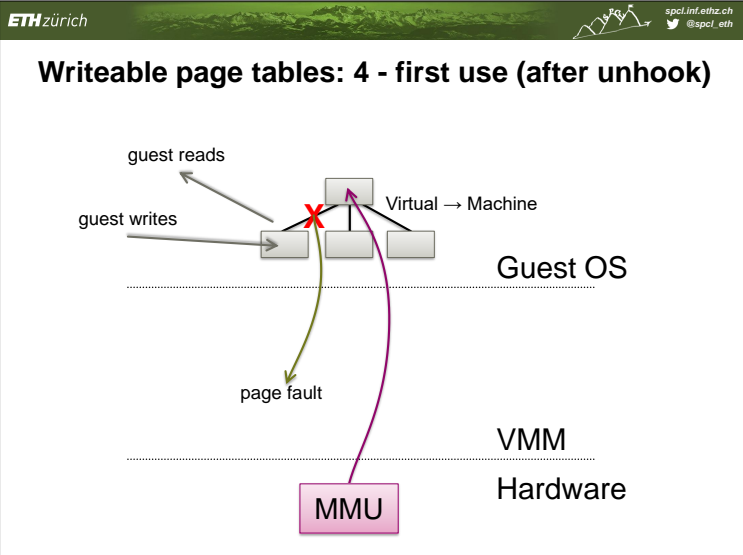 ETH zürich
spcl.inf.ethz.ch
@spcl_eth
Writeable page tables: 4 - first use (after unhook)
guest reads
Virtual → Machine
guest writes
X
Guest OS
page fault
VMM
Hardware
MMU